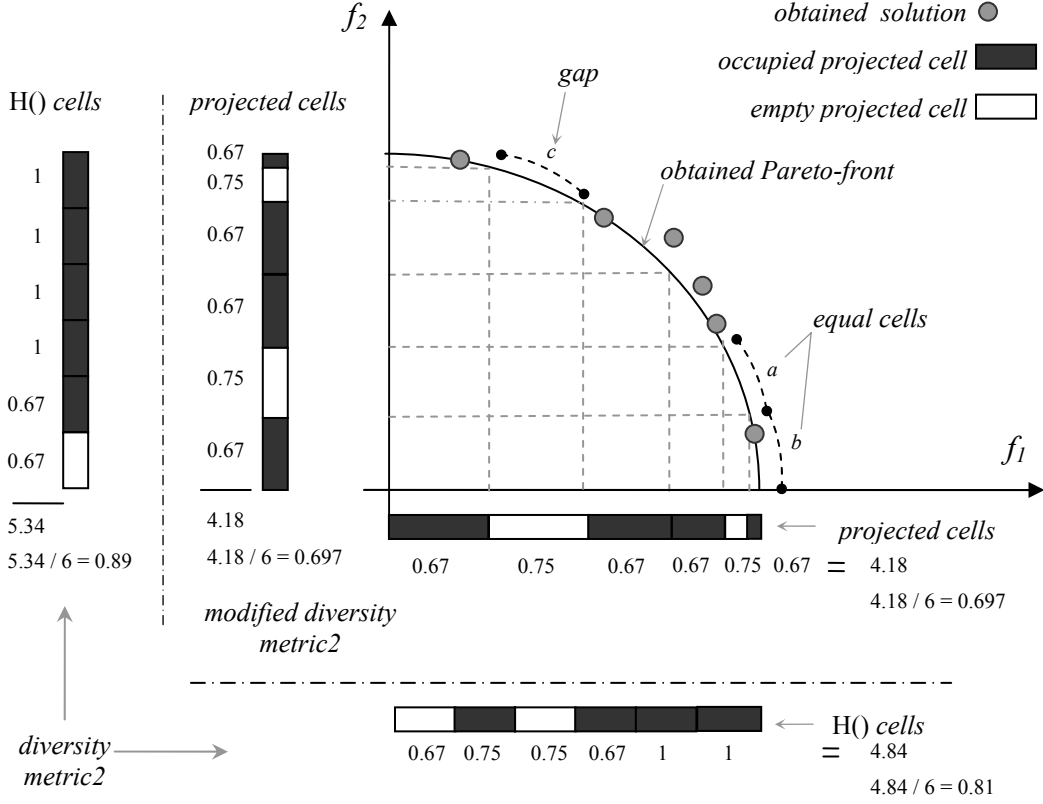 f2
obtained solution
occupied projected cell
empty projected cell
gap
c
obtained Pareto-front
equal cells
a
b
f1
H() cells
1
1
1
1
0.67
0.67
5.34
5.34 / 6 = 0.89
projected cells
0.67
0.75
0.67
0.67
0.75
0.67
4.18
4.18 / 6 = 0.697
projected cells
0.67 0.75 0.67 0.67 0.75 0.67 = 4.18
4.18 / 6 = 0.697
modified diversity
metric2
H() cells
0.67 0.75 0.75 0.67 1 1 = 4.84
4.84 / 6 = 0.81
diversity
metric2